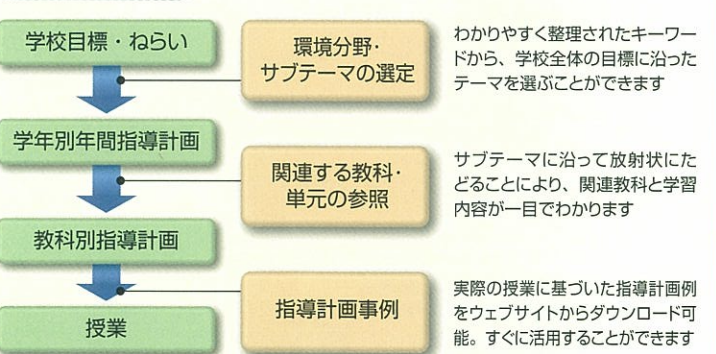 学校目標・ねらい
環境分野・
サブテーマの選定
わかりやすく整理されたキーワー
ドから、学校全体の目標に沿った
テーマを選ぶことができます
学年別年間指導計画
関連する教科・
単元の参照
サブテーマに沿って放射状にた
どることにより、関連教科と学習
内容が一目でわかります
教科別指導計画
指導計画事例
実際の授業に基づいた指導計画例
をウェブサイトからダウンロード可
能。すぐに活用することができます
授業